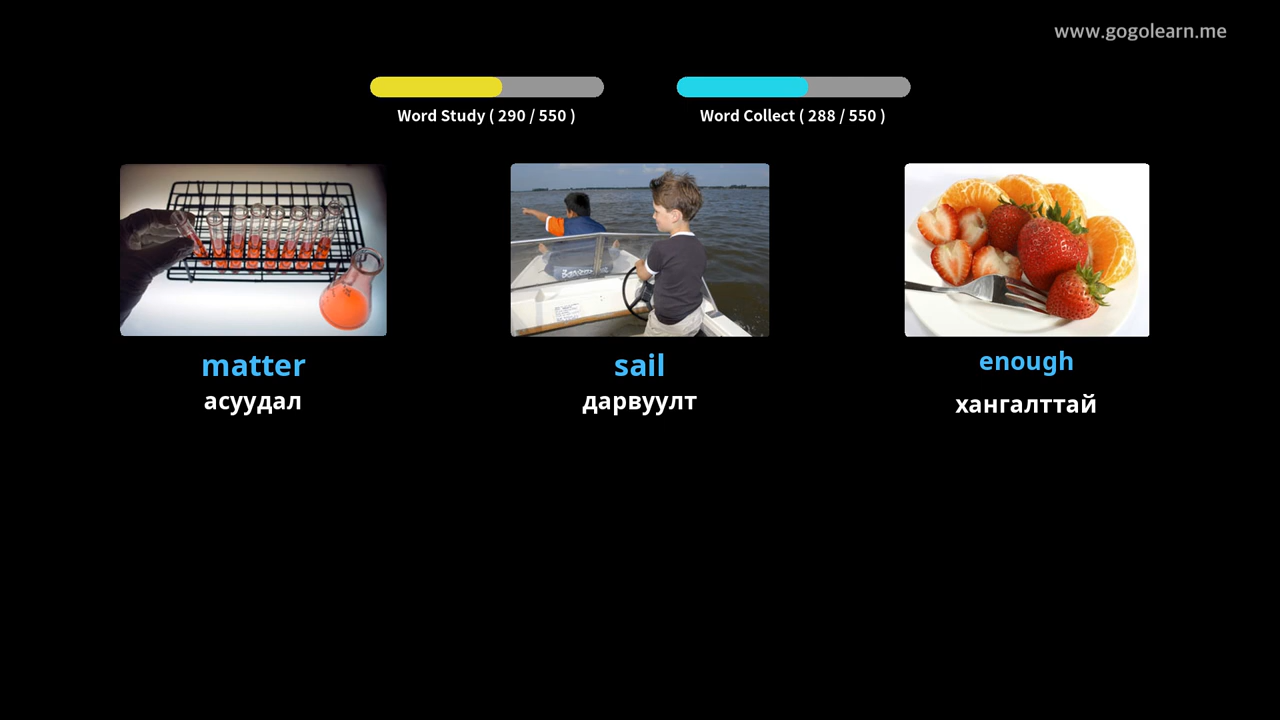 www.gogolearn.me
Word Study ( 290 / 550 )
Word Collect ( 288 / 550 )
matter
асуудал
sail
дарвуулт
enough
хангалттай